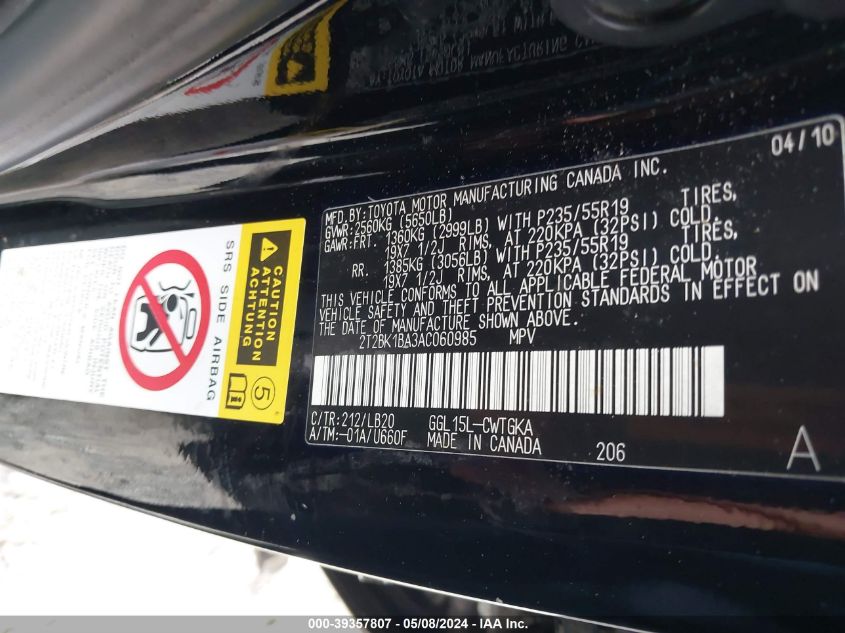 04/10
MFD.BY:TOYOTA MOTOR MANUFACTURING CANADA INC.
GVWR:2560KG (5650LB)
GAWR:FRT. 1360KG (2999LB) WITH P235/55R19 TIRES,
19X7 1/2J RIMS, AT 220KPA (32PSI) COLD.
RR. 1385KG (3056LB) WITH P235/55R19 TIRES,
19X7 1/2J RIMS, AT 220KPA (32PSI) COLD.
THIS VEHICLE CONFORMS TO ALL APPLICABLE FEDERAL MOTOR
VEHICLE SAFETY AND THEFT PREVENTION STANDARDS IN EFFECT ON
THE DATE OF MANUFACTURE SHOWN ABOVE.
2T2BK1BA3AC060985 MPV
C/TR:212/LB20 GGL15L-CWTGKA
A/TM:-01A/U660F MADE IN CANADA 206 A
CAUTION
ATTENTION
ACHTUNG
5
SRS SIDE AIRBAG
000-39357807 - 05/08/2024 - IAA Inc.